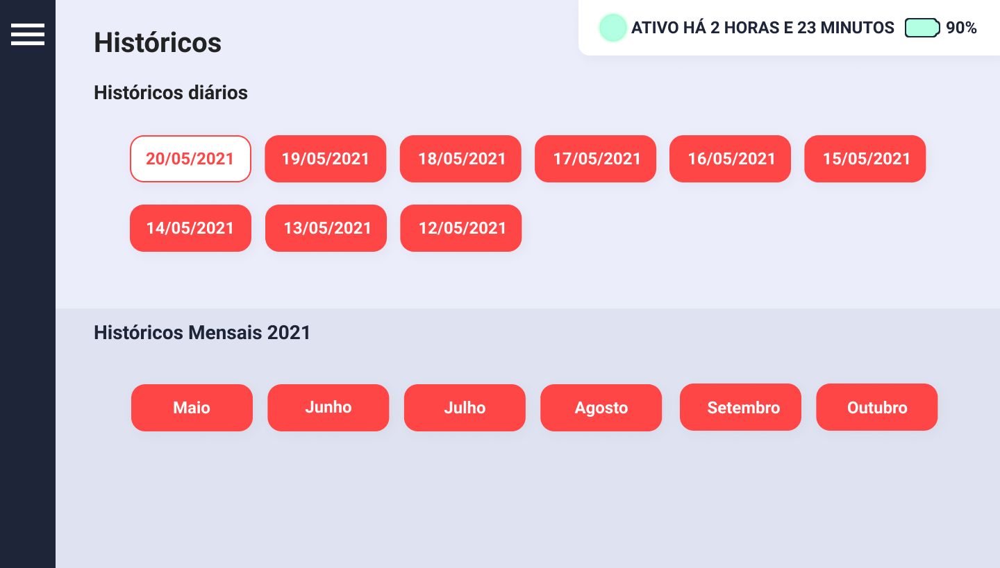 ATIVO HÁ 2 HORAS E 23 MINUTOS 90%
Históricos
Históricos diários
20/05/2021 19/05/2021 18/05/2021 17/05/2021 16/05/2021 15/05/2021
14/05/2021 13/05/2021 12/05/2021
Históricos Mensais 2021
Maio Junho Julho Agosto Setembro Outubro